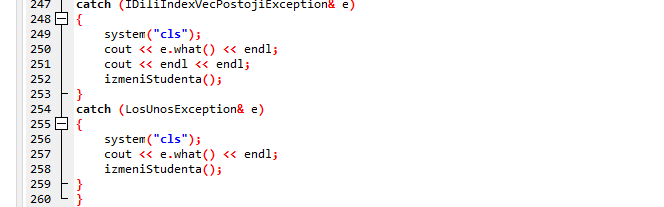 247 catch (IDiliIndexVecPostojiException& e)
248 {
249 system("cls");
250 cout << e.what() << endl;
251 cout << endl << endl;
252 izmeniStudenta();
253 }
254 catch (LosUnosException& e)
255 {
256 system("cls");
257 cout << e.what() << endl;
258 izmeniStudenta();
259 }
260 }